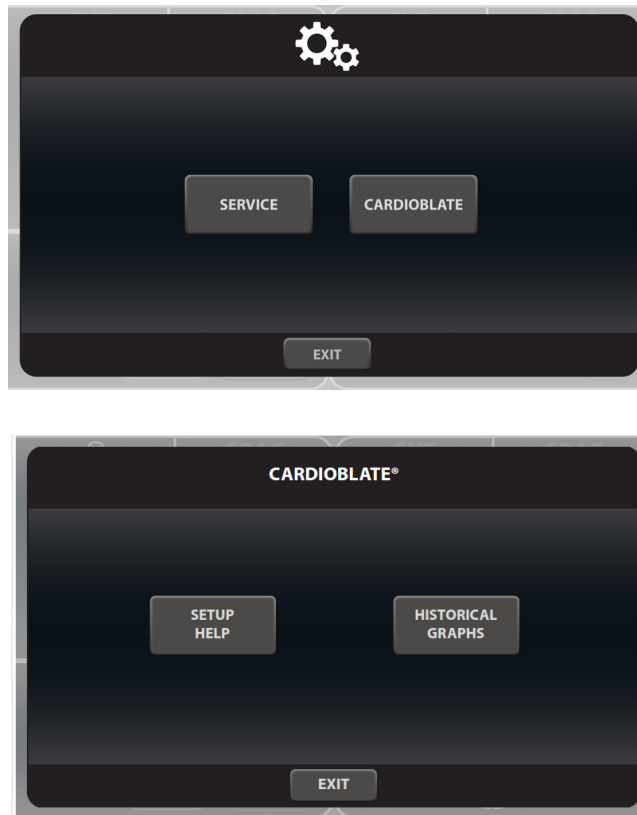 SERVICE
CARDIOBLATE
EXIT
CARDIOBLATE®
SETUP
HELP
HISTORICAL
GRAPHS
EXIT